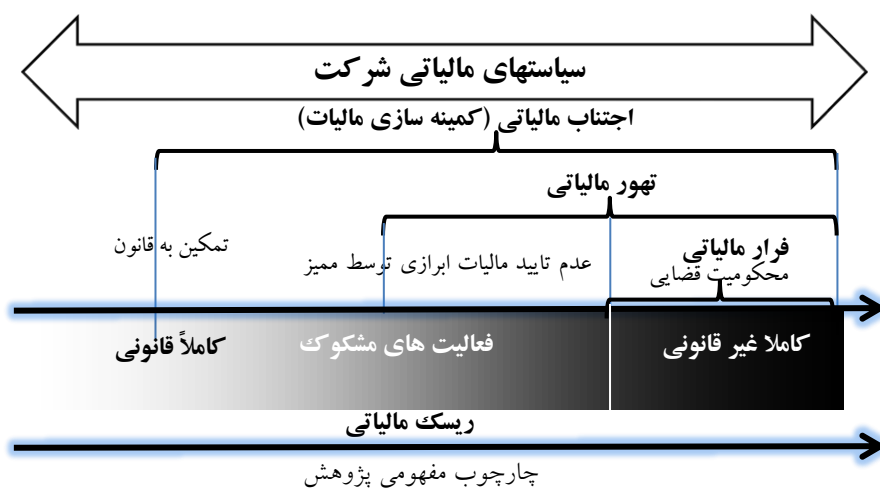 سیاستهای مالیاتی شرکت
اجتناب مالیاتی (کمینه سازی مالیات)
تهور مالیاتی
تمکین به قانون
عدم تایید مالیات ابرازی توسط ممیز
فرار مالیاتی
محکومیت قضایی
کاملاً قانونی
فعالیت های مشکوک
کاملا غیر قانونی
ریسک مالیاتی
چارچوب مفهومی پژوهش